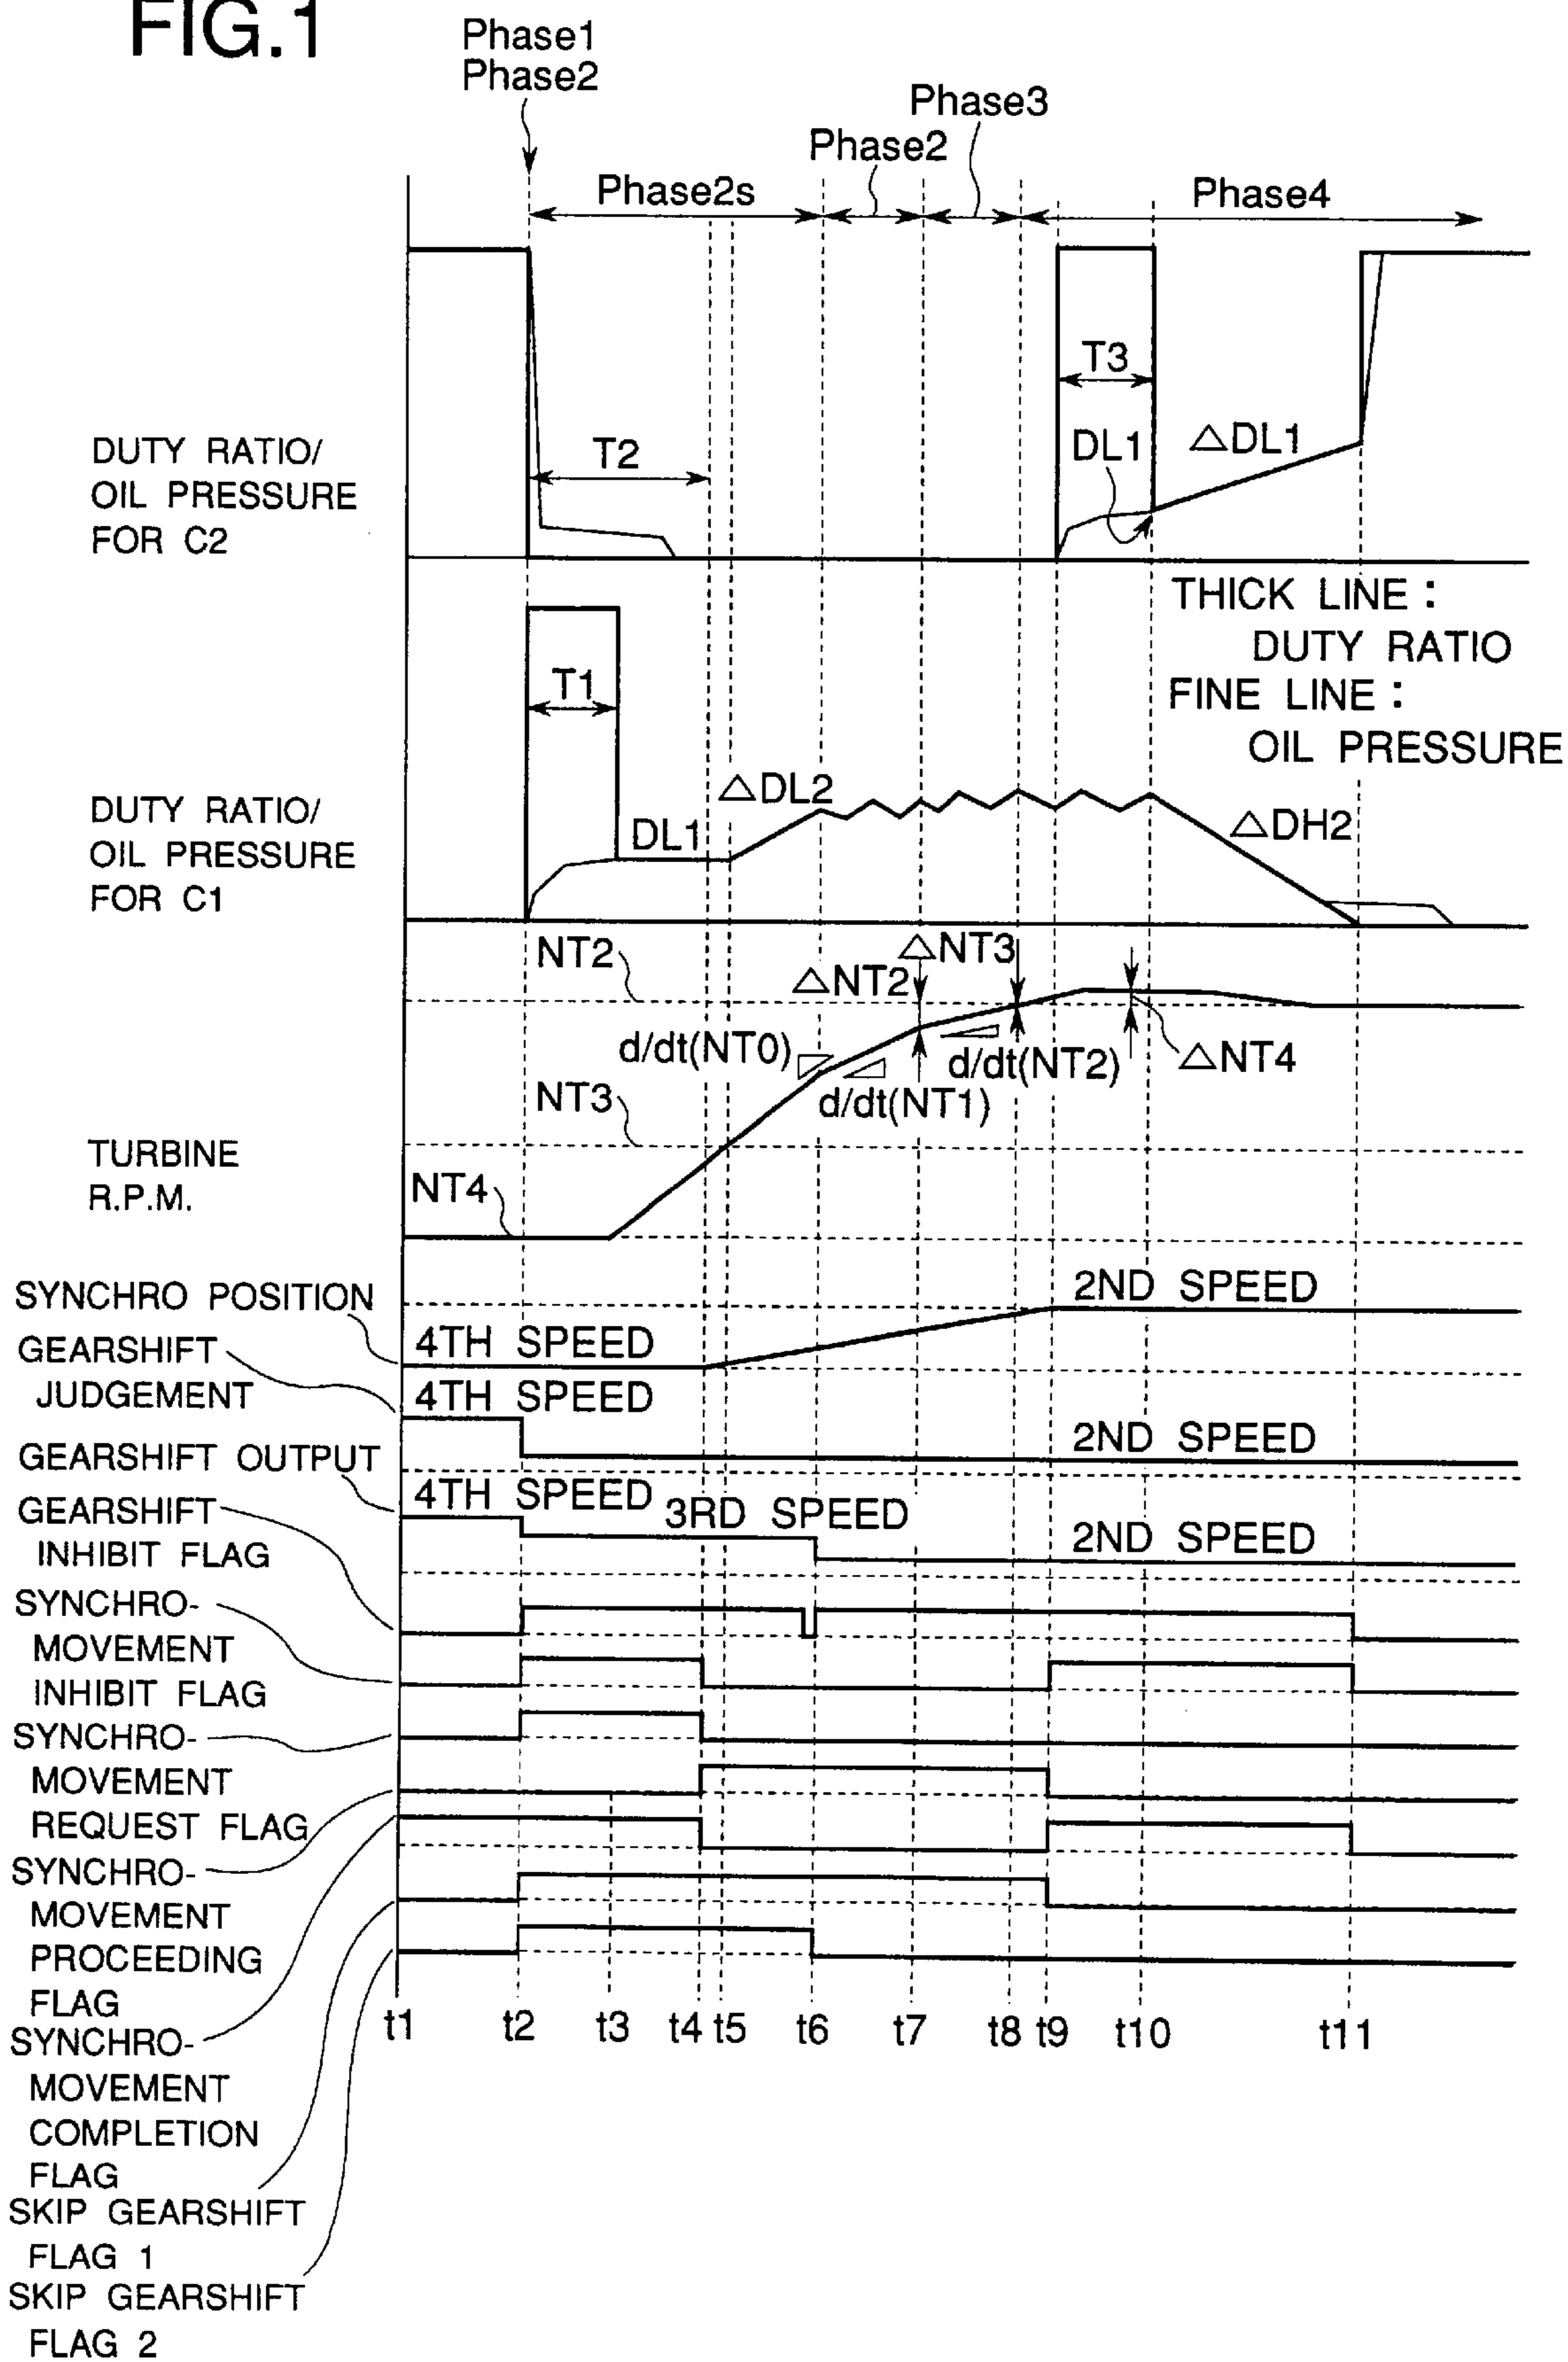 FIG.1
Phase1
Phase2
Phase3
Phase2
Phase2s
Phase4
T3
DL1
△DL1
T2
DUTY RATIO/
OIL PRESSURE
FOR C2
THICK LINE :
DUTY RATIO
FINE LINE :
OIL PRESSURE
T1
△DL2
DL1
△DH2
DUTY RATIO/
OIL PRESSURE
FOR C1
NT2
△NT3
△NT2
d/dt(NT0)
d/dt(NT2)
△NT4
NT3
d/dt(NT1)
TURBINE
R.P.M.
NT4
SYNCHRO POSITION
2ND SPEED
4TH SPEED
GEARSHIFT
JUDGEMENT
4TH SPEED
2ND SPEED
GEARSHIFT OUTPUT
4TH SPEED
3RD SPEED
2ND SPEED
GEARSHIFT
INHIBIT FLAG
SYNCHRO-
MOVEMENT
INHIBIT FLAG
SYNCHRO-
MOVEMENT
REQUEST FLAG
SYNCHRO-
MOVEMENT
PROCEEDING
FLAG
t1 t2 t3 t4 t5 t6 t7 t8 t9 t10 t11
SYNCHRO-
MOVEMENT
COMPLETION
FLAG
SKIP GEARSHIFT
FLAG 1
SKIP GEARSHIFT
FLAG 2